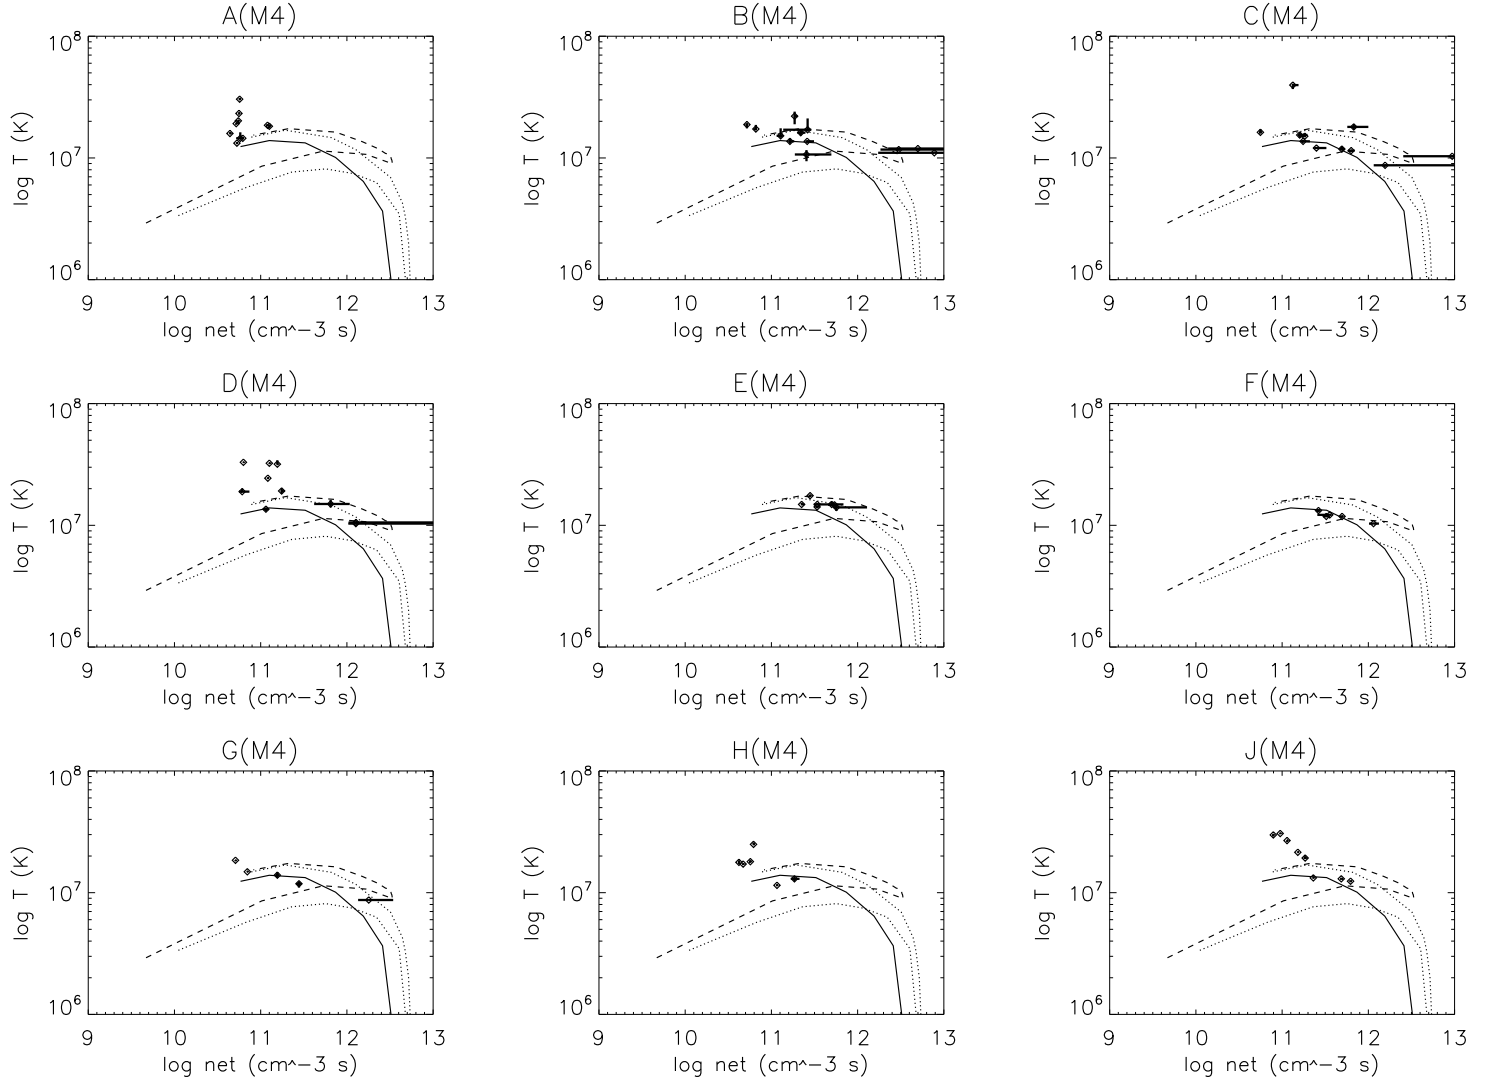 A(M4) B(M4) C(M4)
10^8 10^8 10^8
log T (K) log T (K) log T (K)
10^7 10^7 10^7
10^6 10^6 10^6
9 10 11 12 13 9 10 11 12 13 9 10 11 12 13
log net (cm^−3 s) log net (cm^−3 s) log net (cm^−3 s)
D(M4) E(M4) F(M4)
10^8 10^8 10^8
log T (K) log T (K) log T (K)
10^7 10^7 10^7
10^6 10^6 10^6
9 10 11 12 13 9 10 11 12 13 9 10 11 12 13
log net (cm^−3 s) log net (cm^−3 s) log net (cm^−3 s)
G(M4) H(M4) J(M4)
10^8 10^8 10^8
log T (K) log T (K) log T (K)
10^7 10^7 10^7
10^6 10^6 10^6
9 10 11 12 13 9 10 11 12 13 9 10 11 12 13
log net (cm^−3 s) log net (cm^−3 s) log net (cm^−3 s)